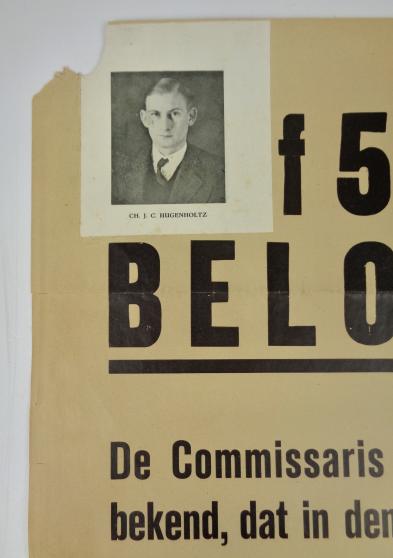 CH. J. C. HUGENHOLTZ
f 5
BELO
De Commissaris
bekend, dat in den